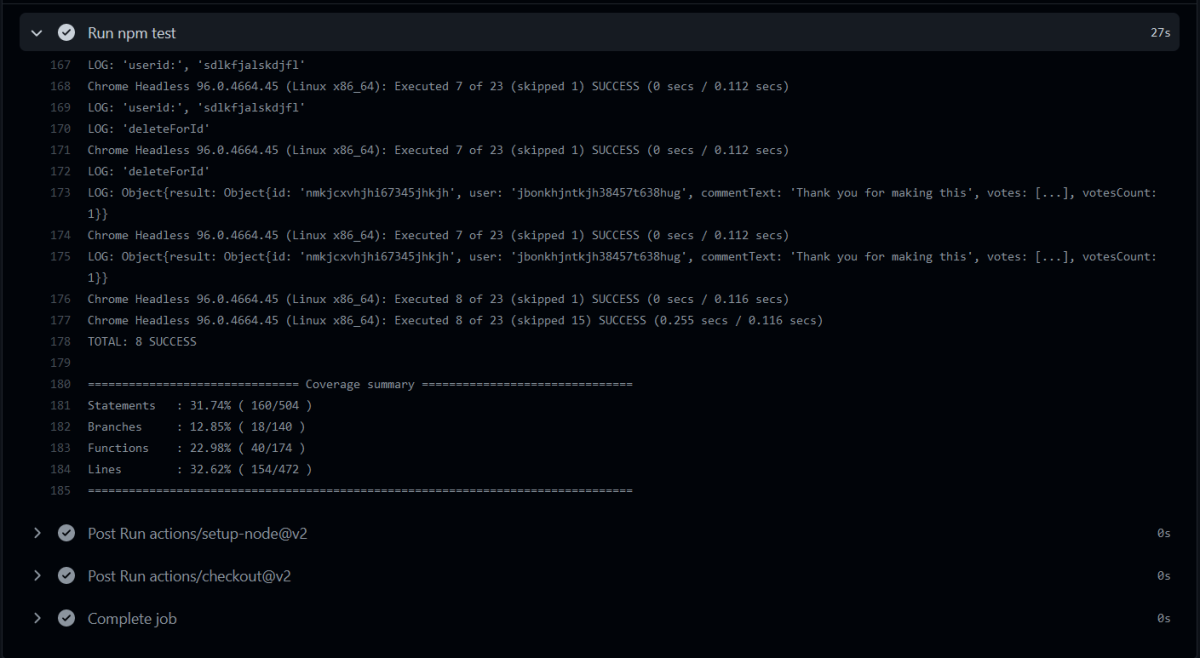 Run npm test 27s
167 LOG: 'userid:', 'sdlkfjalskdjfl'
168 Chrome Headless 96.0.4664.45 (Linux x86_64): Executed 7 of 23 (skipped 1) SUCCESS (0 secs / 0.112 secs)
169 LOG: 'userid:', 'sdlkfjalskdjfl'
170 LOG: 'deleteForId'
171 Chrome Headless 96.0.4664.45 (Linux x86_64): Executed 7 of 23 (skipped 1) SUCCESS (0 secs / 0.112 secs)
172 LOG: 'deleteForId'
173 LOG: Object{result: Object{id: 'nmkjcxvhjhi67345jhkjh', user: 'jbonkhjntkjh38457t638hug', commentText: 'Thank you for making this', votes: [...], votesCount:
1}}
174 Chrome Headless 96.0.4664.45 (Linux x86_64): Executed 7 of 23 (skipped 1) SUCCESS (0 secs / 0.112 secs)
175 LOG: Object{result: Object{id: 'nmkjcxvhjhi67345jhkjh', user: 'jbonkhjntkjh38457t638hug', commentText: 'Thank you for making this', votes: [...], votesCount:
1}}
176 Chrome Headless 96.0.4664.45 (Linux x86_64): Executed 8 of 23 (skipped 1) SUCCESS (0 secs / 0.116 secs)
177 Chrome Headless 96.0.4664.45 (Linux x86_64): Executed 8 of 23 (skipped 15) SUCCESS (0.255 secs / 0.116 secs)
178 TOTAL: 8 SUCCESS
179
180 =============================== Coverage summary ===============================
181 Statements : 31.74% ( 160/504 )
182 Branches : 12.85% ( 18/140 )
183 Functions : 22.98% ( 40/174 )
184 Lines : 32.62% ( 154/472 )
185 ================================================================================
Post Run actions/setup-node@v2 0s
Post Run actions/checkout@v2 0s
Complete job 0s